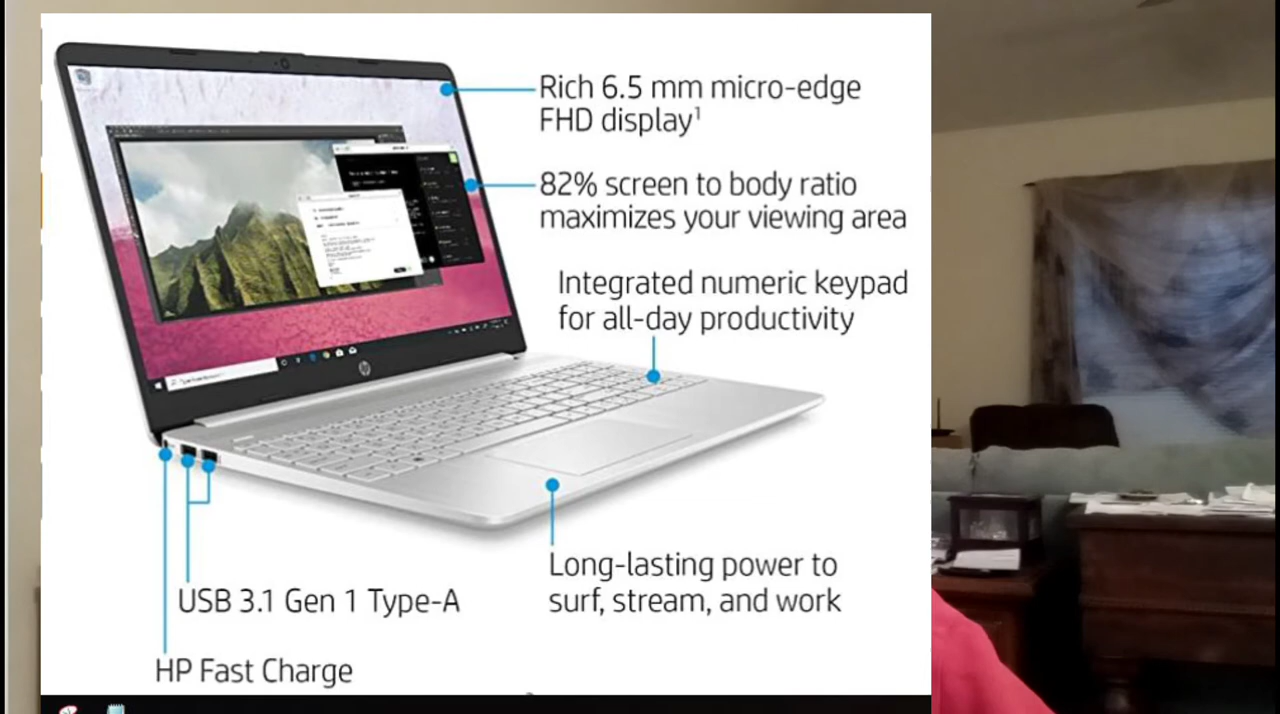 Rich 6.5 mm micro-edge
FHD display¹
82% screen to body ratio
maximizes your viewing area
Integrated numeric keypad
for all-day productivity
hp
USB 3.1 Gen 1 Type-A
Long-lasting power to
surf, stream, and work
HP Fast Charge